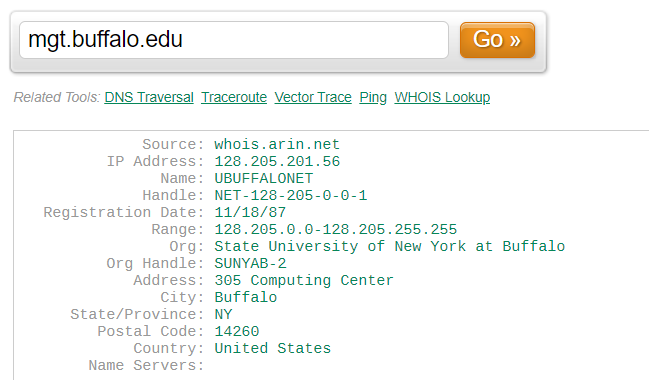 mgt.buffalo.edu
Go »
Related Tools: DNS Traversal Traceroute Vector Trace Ping WHOIS Lookup
Source: whois.arin.net
IP Address: 128.205.201.56
Name: UBUFFALONET
Handle: NET-128-205-0-0-1
Registration Date: 11/18/87
Range: 128.205.0.0-128.205.255.255
Org: State University of New York at Buffalo
Org Handle: SUNYAB-2
Address: 305 Computing Center
City: Buffalo
State/Province: NY
Postal Code: 14260
Country: United States
Name Servers: